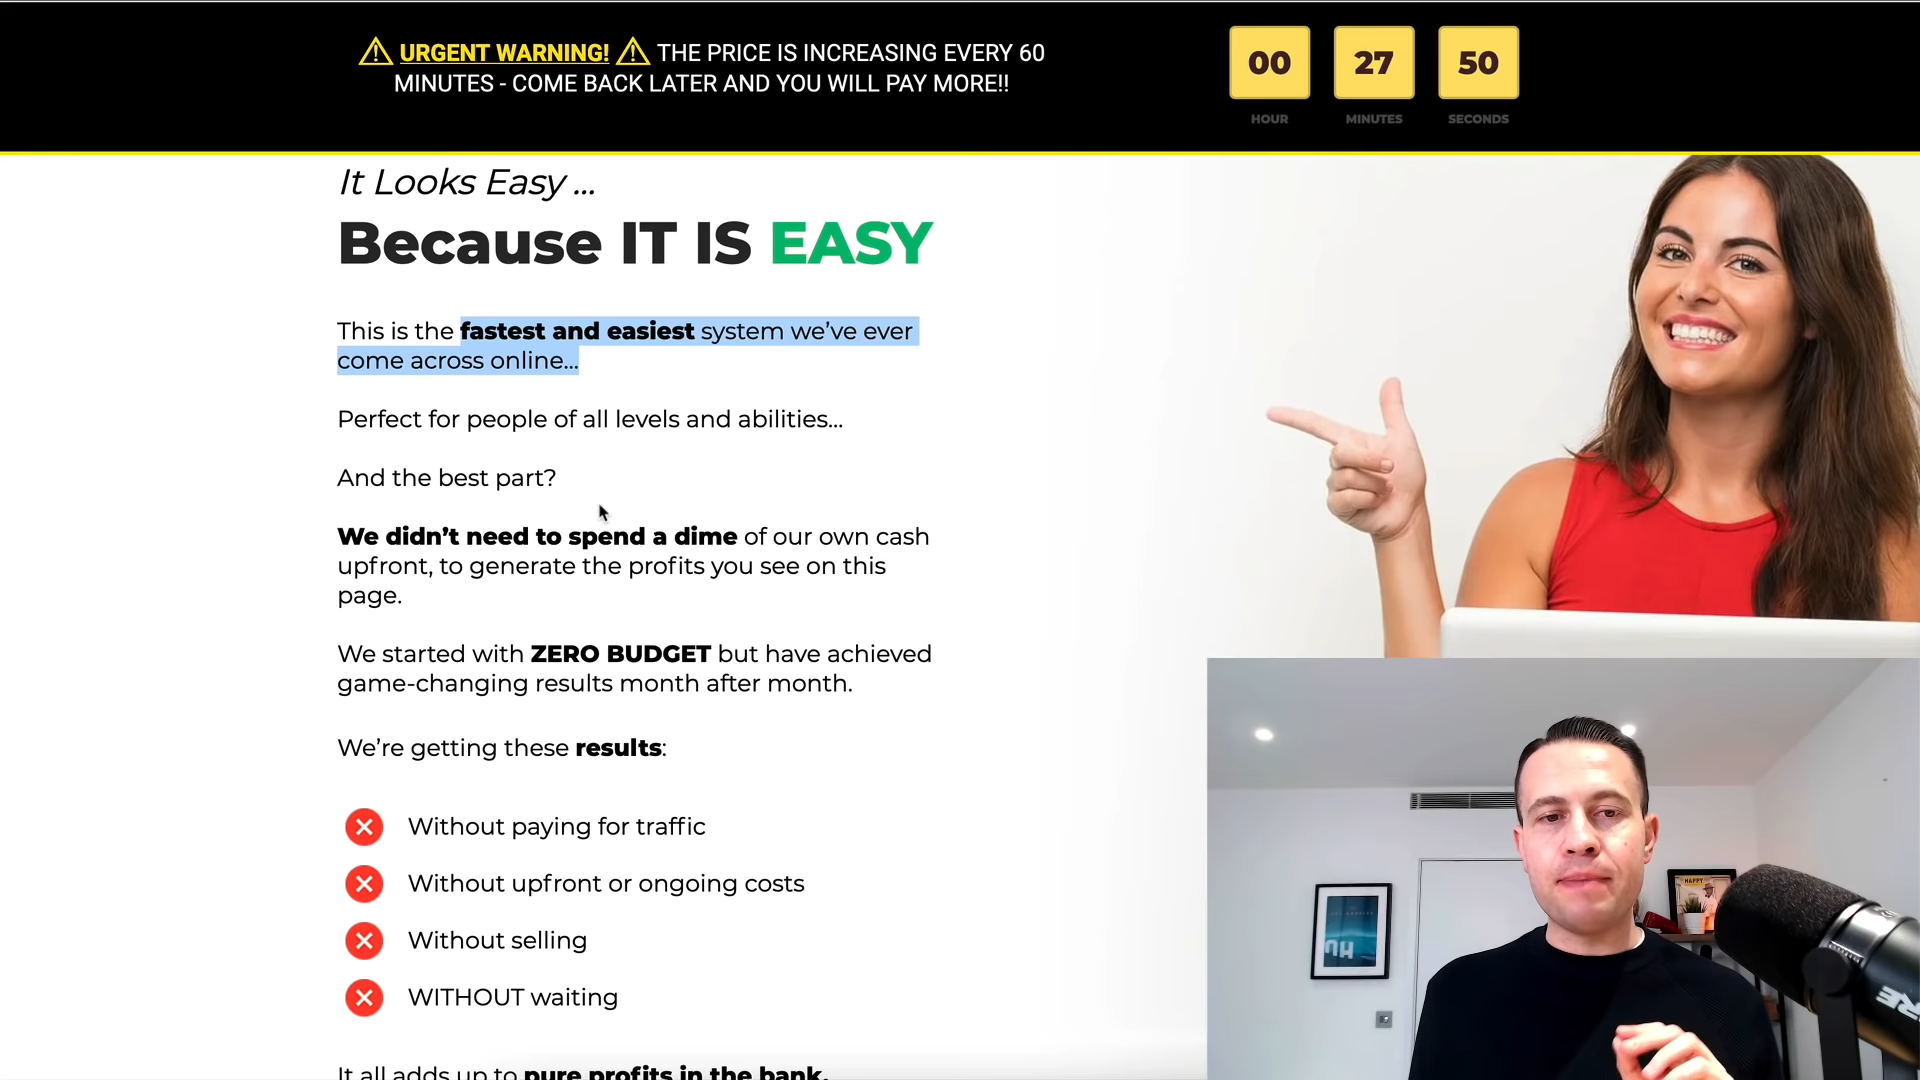 URGENT WARNING! THE PRICE IS INCREASING EVERY 60
MINUTES - COME BACK LATER AND YOU WILL PAY MORE!!
00 27 50
HOUR MINUTES SECONDS
It Looks Easy ...
Because IT IS EASY
This is the fastest and easiest system we’ve ever
come across online...
Perfect for people of all levels and abilities...
And the best part?
We didn’t need to spend a dime of our own cash
upfront, to generate the profits you see on this
page.
We started with ZERO BUDGET but have achieved
game-changing results month after month.
We’re getting these results:
Without paying for traffic
Without upfront or ongoing costs
Without selling
WITHOUT waiting
It all adds up to pure profits in the bank.
HAPPY